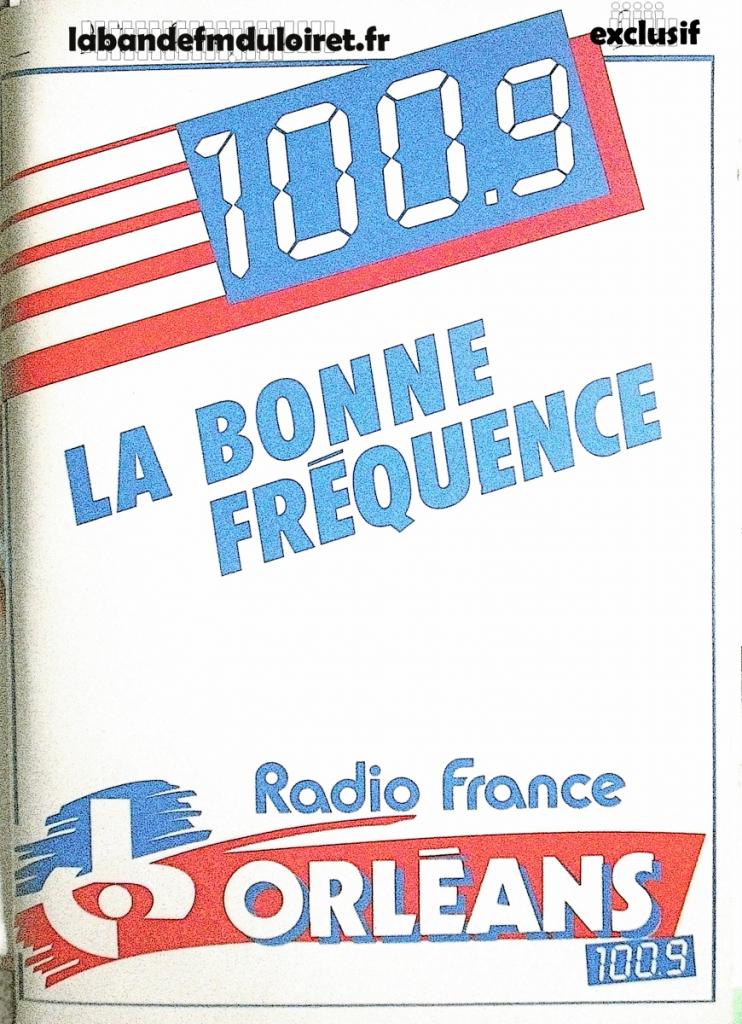 labandefmduloiret.fr
exclusif
100.9
LA BONNE
FRÉQUENCE
Radio France
ORLÉANS
100.9